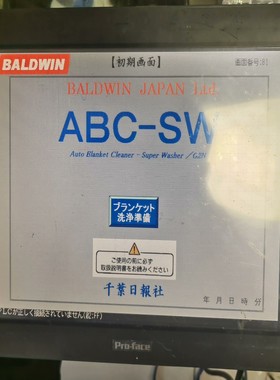 BALDWIN
【初期画面】
BALDWIN JAPAN Ltd.
ABC-SW
Auto Blanket Cleaner - Super Washer
ブランケット
洗浄準備
ご使用の前に必ず
取扱説明書をお読みください
千葉日報社
年 月 日 時 分
Pro-face